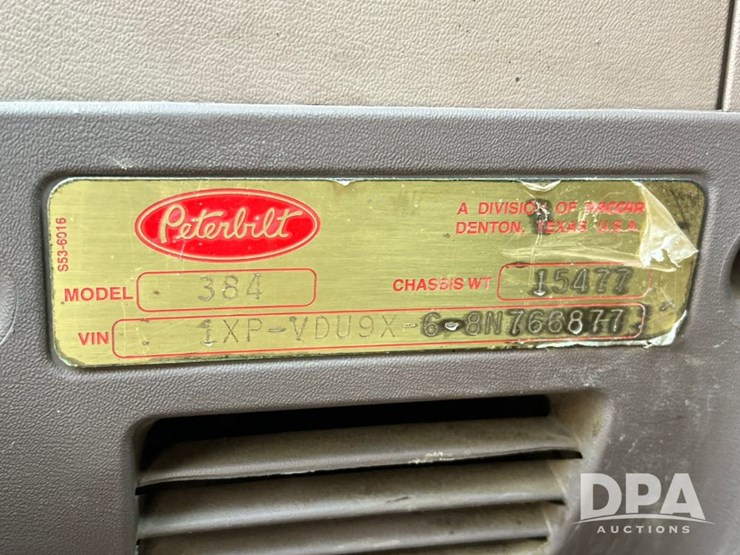 Peterbilt
A DIVISION OF PACCAR
DENTON, TEXAS U.S.A.
S53-6016
MODEL 384 CHASSIS WT 15477
VIN 1XP-VDU9X-6-8N766877
DPA
AUCTIONS